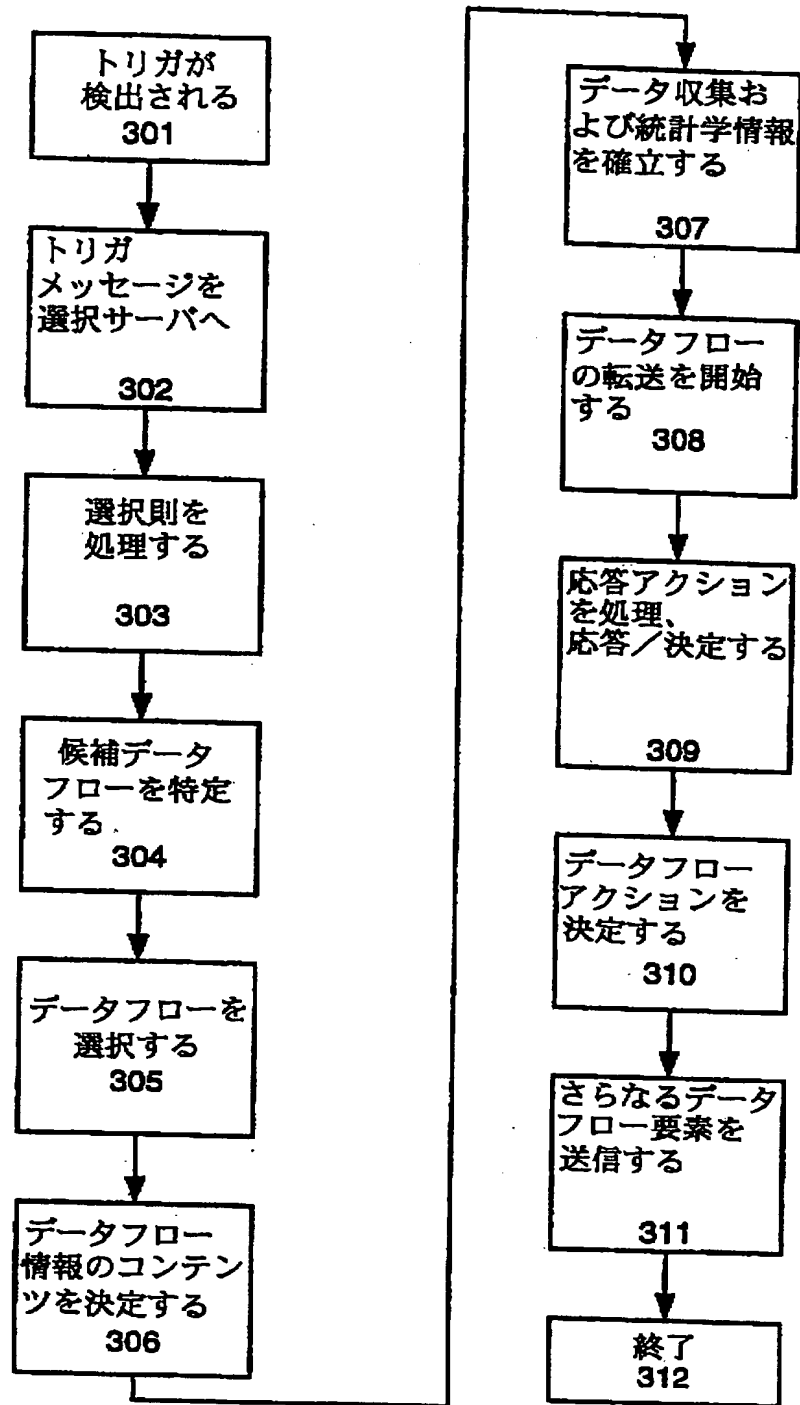 トリガが
検出される
301
トリガ
メッセージを
選択サーバへ
302
選択則を
処理する
303
候補データ
フローを特定
する
304
データフローを
選択する
305
データフロー
情報のコンテン
ツを決定する
306
データ収集お
よび統計学情報
を確立する
307
データフロー
の転送を開始
する
308
応答アクション
を処理、
応答／決定する
309
データフロー
アクションを
決定する
310
さらなるデータ
フロー要素を
送信する
311
終了
312